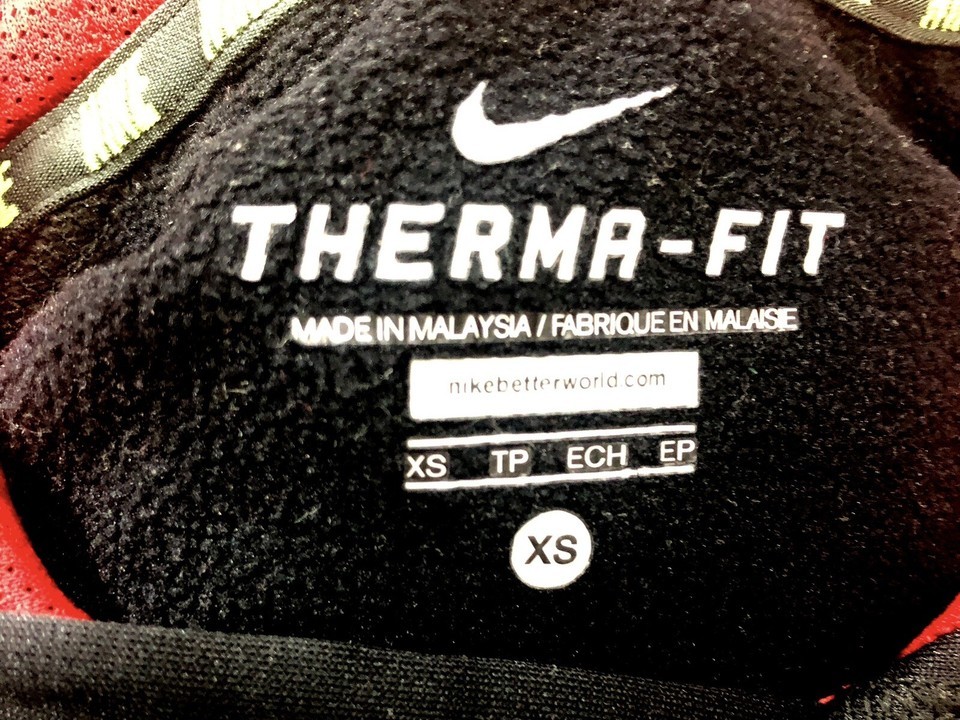 THERMA-FIT
MADE IN MALAYSIA / FABRIQUE EN MALAISIE
nikebetterworld.com
XS TP ECH EP
XS